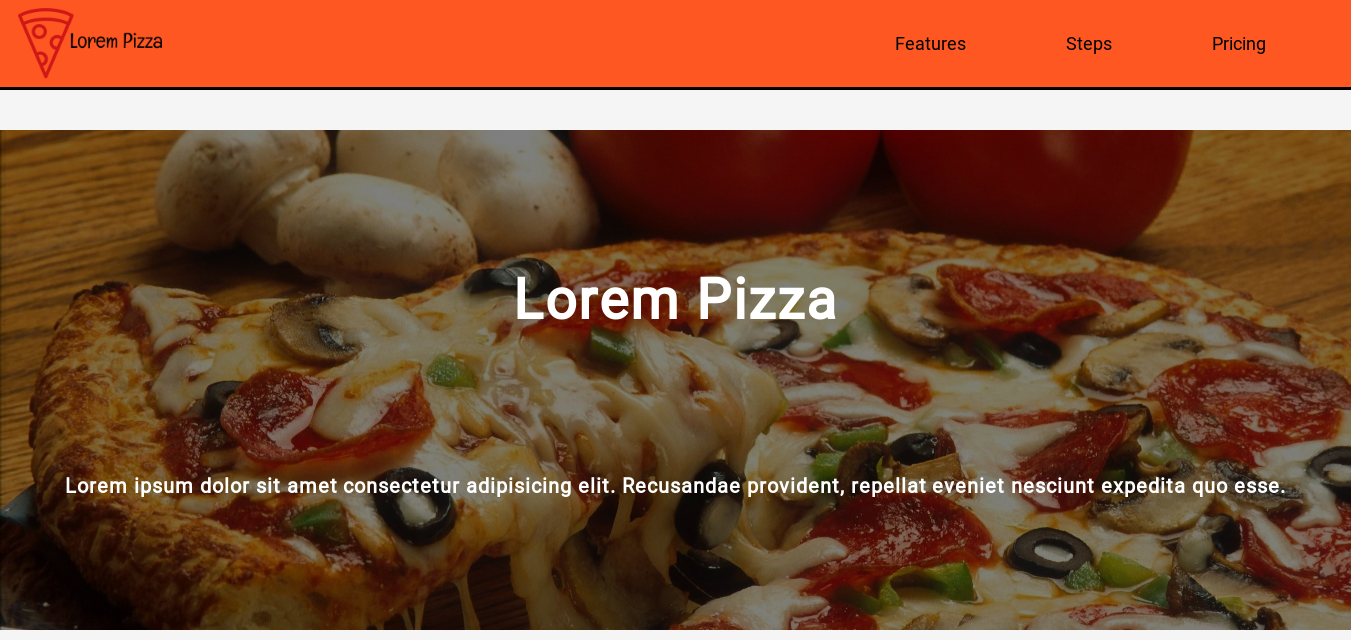 Lorem Pizza
Features
Steps
Pricing
Lorem Pizza
Lorem ipsum dolor sit amet consectetur adipisicing elit. Recusandae provident, repellat eveniet nesciunt expedita quo esse.